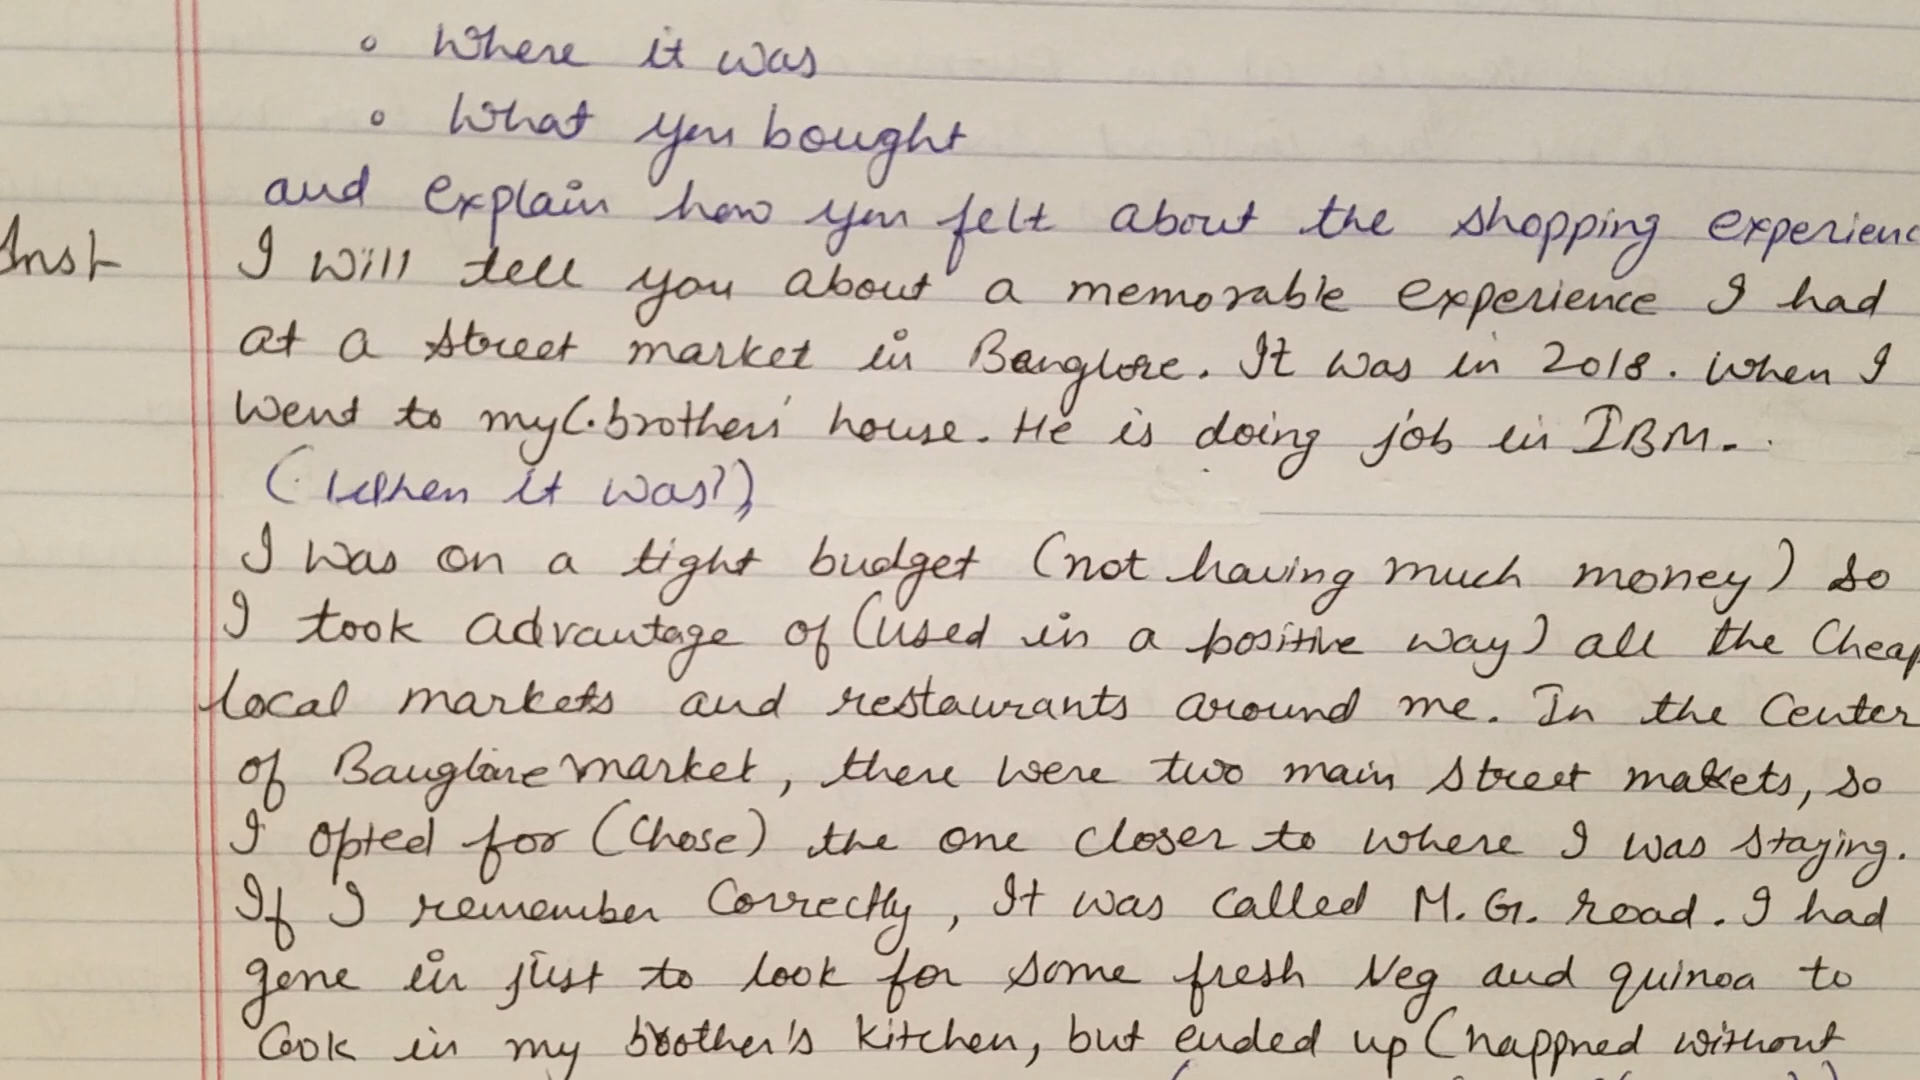 • Where it was
• What you bought
and explain how you felt about the shopping experienc
Ans:- I will tell you about a memorable experience I had
at a street market in Banglore. It was in 2018. When I
went to my (. brothers' house. He is doing job in IBM.
(When it was?)
I was on a tight budget (not having much money) so
I took advantage of (used in a positive way) all the Cheap
local markets and restaurants around me. In the Center
of Banglore market, there were two main street makets, so
I opted for (Chose) the one closer to where I was staying.
If I remember Correctly, It was called M.G. road. I had
gone in just to look for some fresh Veg and quinoa to
Cook in my brother's kitchen, but ended up (happned without